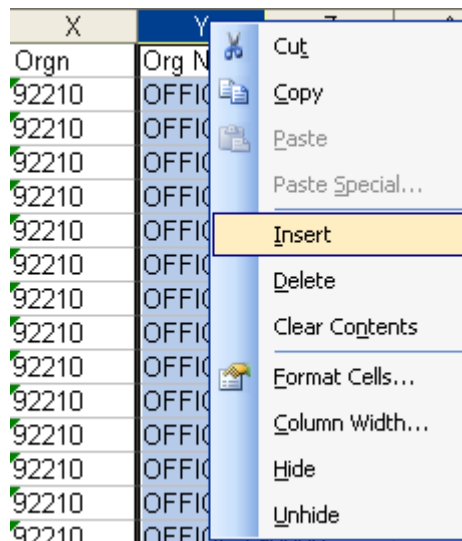 X Y
Orgn Org N
92210 OFFIC
92210 OFFIC
92210 OFFIC
92210 OFFIC
92210 OFFIC
92210 OFFIC
92210 OFFIC
92210 OFFIC
92210 OFFIC
92210 OFFIC
92210 OFFIC
92210 OFFIC
92210 OFFIC
Cut
Copy
Paste
Paste Special...
Insert
Delete
Clear Contents
Format Cells...
Column Width...
Hide
Unhide